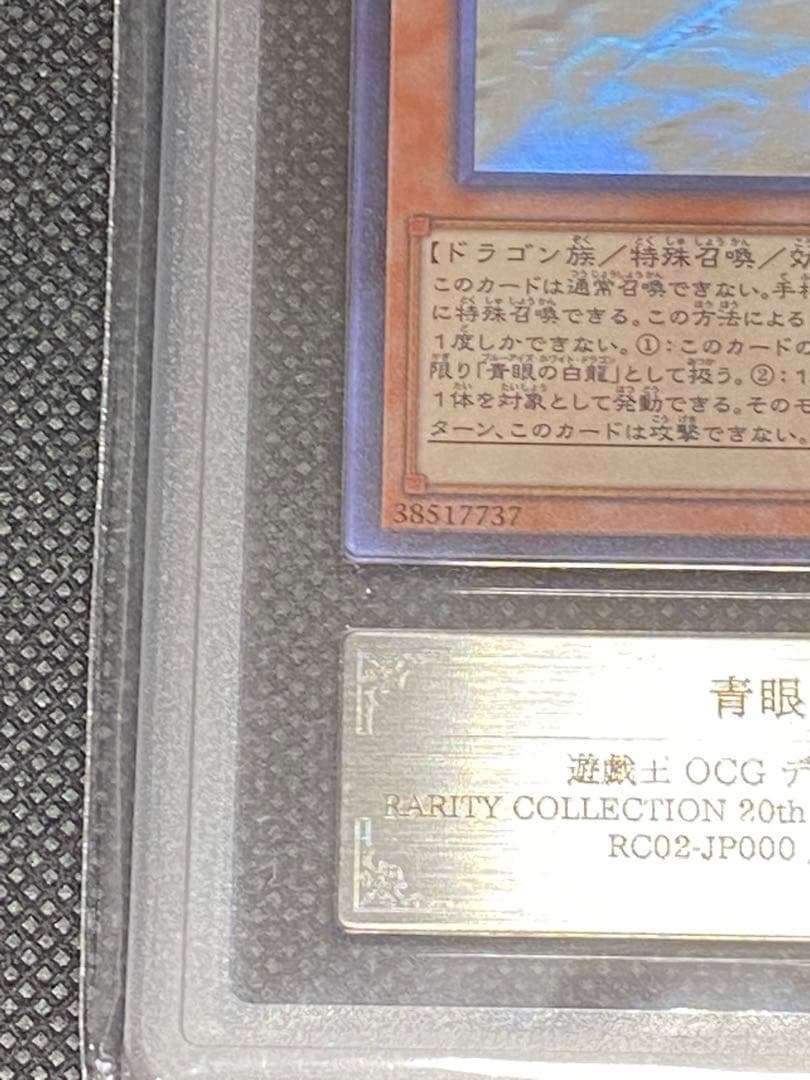 【ドラゴン族／特殊召喚／効
このカードは通常召喚できない。手札
に特殊召喚できる。この方法による
1度しかできない。①：このカードの
限り「青眼の白龍」として扱う。②：1
1体を対象として発動できる。そのモ
ターン、このカードは攻撃できない。
38517737
青眼
遊戯王 OCG デ
RARITY COLLECTION 20th
RC02-JP000